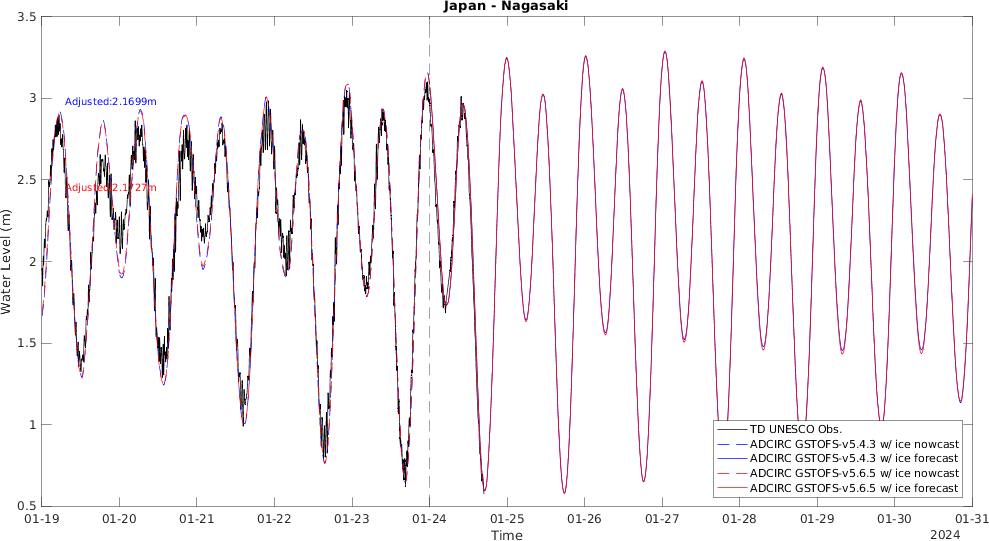 Japan - Nagasaki
3.5
3
2.5
2
1.5
1
0.5
Water Level (m)
Adjusted:2.1699m
Adjusted:2.1727m
01-19
01-20
01-21
01-22
01-23
01-24
01-25
01-26
01-27
01-28
01-29
01-30
01-31
Time
2024
TD UNESCO Obs.
ADCIRC GSTOFS-v5.4.3 w/ ice nowcast
ADCIRC GSTOFS-v5.4.3 w/ ice forecast
ADCIRC GSTOFS-v5.6.5 w/ ice nowcast
ADCIRC GSTOFS-v5.6.5 w/ ice forecast